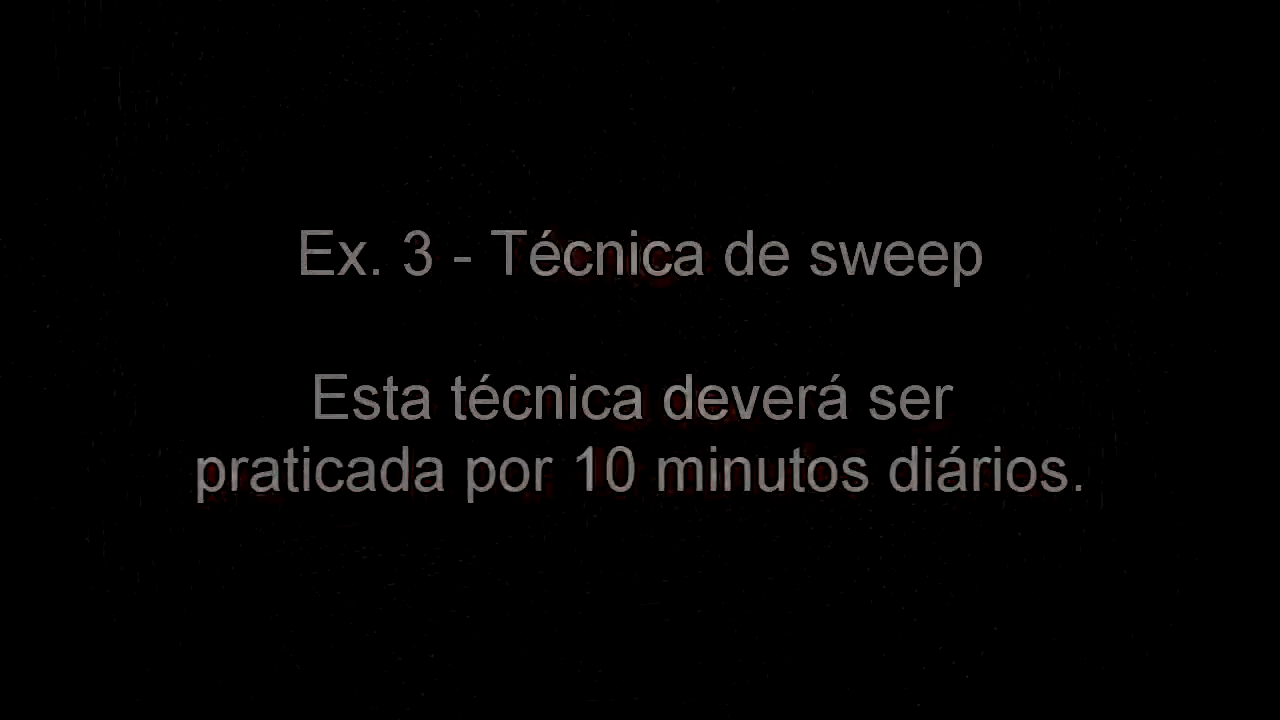 Ex. 3 - Técnica de sweep
Esta técnica deverá ser
praticada por 10 minutos diários.